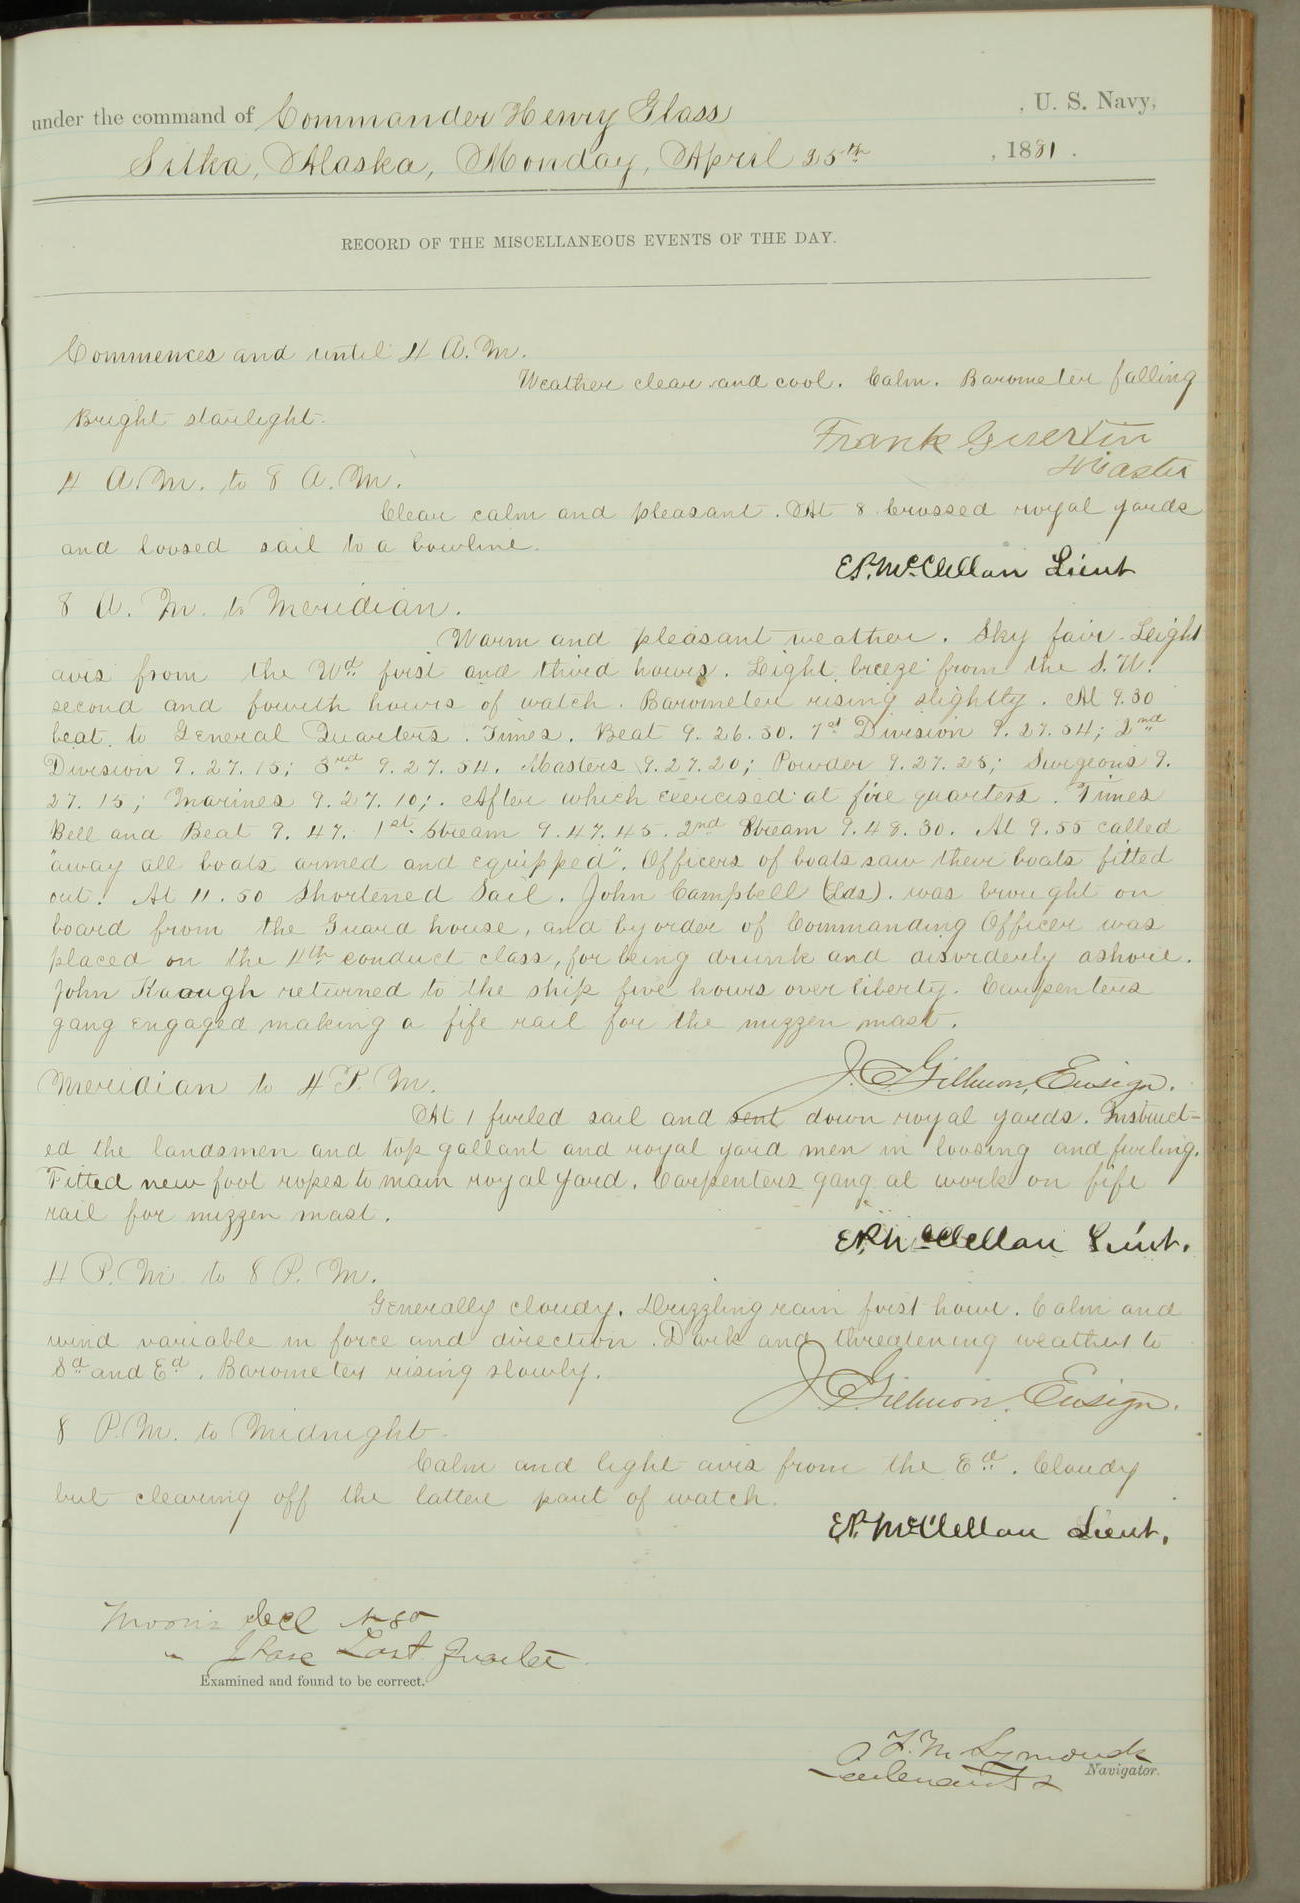 under the command of Commander Henry Glass , U. S. Navy,
Sitka, Alaska, Monday, April 25th , 1881 .
RECORD OF THE MISCELLANEOUS EVENTS OF THE DAY.
Commences and until 4 A. M.
Weather clear and cool. Calm. Barometer falling
Bright starlight.
Frank Guertin
Master
4 A. M. to 8 A. M.
Clear calm and pleasant. At 8 crossed royal yards
and loosed sail to a bowline.
E.P. McClellan Lieut
8 A. M. to Meridian.
Warm and pleasant weather. Sky fair. Light
airs from the Wd. first and third hours. Light breeze from the S. W.
second and fourth hours of watch. Barometer rising slightly. At 9.30
beat to General Quarters. Times. Beat 9. 26. 30. 1st Division 9. 27. 54; 2nd
Division 9. 27. 15; 3rd 9. 27. 54. Masters 9. 27. 20; Powder 9. 27. 25; Surgeons 9.
27. 15; Marines 9. 27. 10;. After which exercised at fire quarters. Times
Bell and Beat 9. 47. 1st Stream 9. 47. 45. 2nd Stream 9. 48. 30. At 9.55 called
"away all boats armed and equipped". Officers of boats saw their boats fitted
out. At 11. 50 Shortened Sail. John Campbell (Lds). was brought on
board from the Guard house, and by order of Commanding Officer was
placed on the 4th conduct class, for being drunk and disorderly ashore.
John returned to the ship five hours over liberty. Carpenters
gang engaged making a fife rail for the mizzen mast.
J. C. Gillmore, Ensign.
Meridian to 4 P. M.
At 1 furled sail and sent down royal yards. Instruct-
ed the landsmen and top gallant and royal yard men in loosing and furling.
Fitted new foot ropes to main royal yard. Carpenters gang at work on fife
rail for mizzen mast.
E.P. McClellan Lieut.
4 P. M. to 8 P. M.
Generally cloudy. Drizzling rain first hour. Calm and
wind variable in force and direction. Dark and threatening weather to
Sd and Ed. Barometer rising slowly.
J. C. Gillmore, Ensign.
8 P. M. to Midnight.
Calm and light airs from the Ed. Cloudy
but clearing off the latter part of watch.
E.P. McClellan Lieut.
Moon's decl
" Phase Last Quarter
Examined and found to be correct.
F. M. Symonds
Lieutenant Navigator.